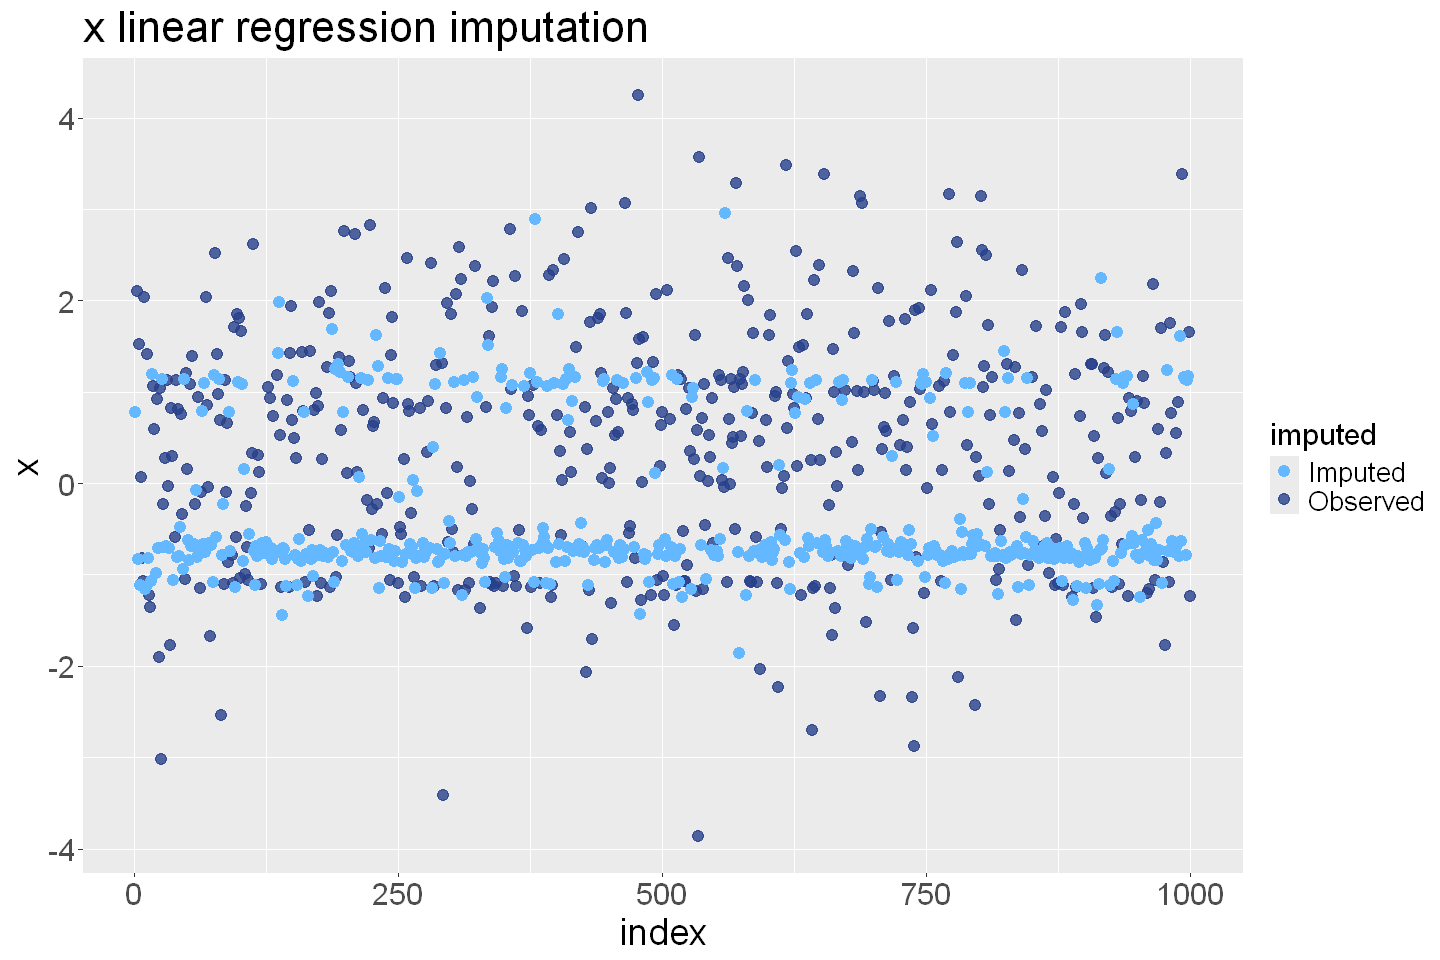 x linear regression imputation
4
2
0
-2
-4
x
0
250
500
750
1000
index
imputed
Imputed
Observed